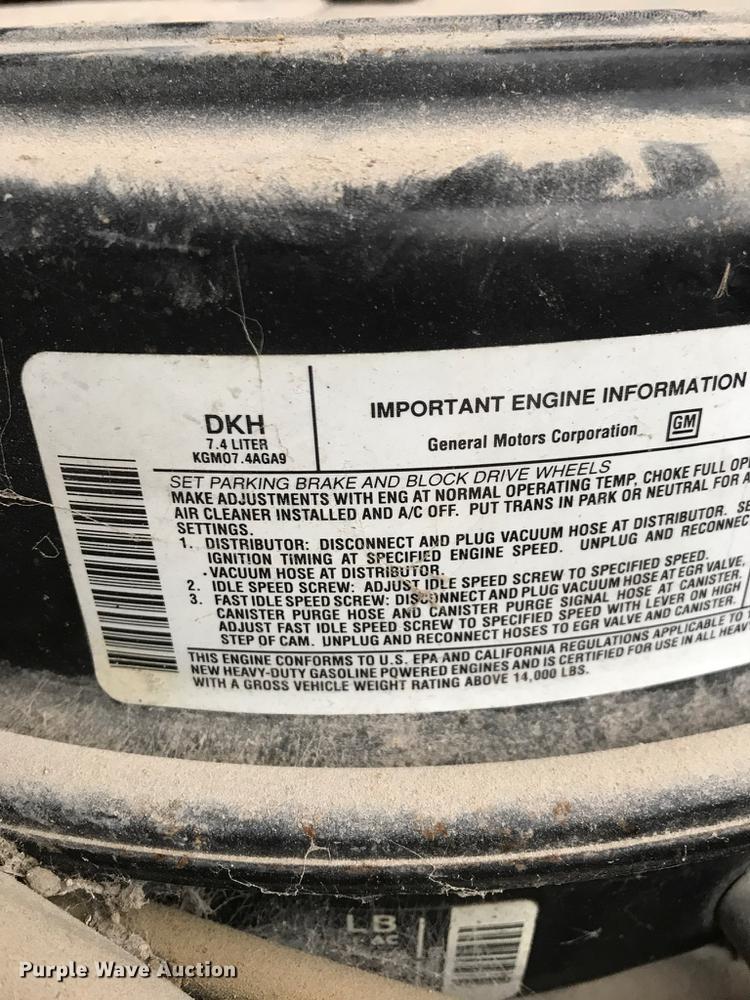 DKH
7.4 LITER
KGM07.4AGA9
IMPORTANT ENGINE INFORMATION
General Motors Corporation GM
SET PARKING BRAKE AND BLOCK DRIVE WHEELS
MAKE ADJUSTMENTS WITH ENG AT NORMAL OPERATING TEMP, CHOKE FULL
AIR CLEANER INSTALLED AND A/C OFF. PUT TRANS IN PARK OR NEUTRAL FOR
SETTINGS.
1. DISTRIBUTOR: DISCONNECT AND PLUG VACUUM HOSE AT DISTRIBUTOR.
IGNITION TIMING AT SPECIFIED ENGINE SPEED. UNPLUG AND
VACUUM HOSE AT DISTRIBUTOR.
2. IDLE SPEED SCREW: ADJUST IDLE SPEED SCREW TO SPECIFIED SPEED.
3. FAST IDLE SPEED SCREW: DISCONNECT AND PLUG VACUUM HOSE AT EGR VALVE,
CANISTER PURGE HOSE AND CANISTER PURGE SIGNAL HOSE AT CANISTER.
ADJUST FAST IDLE SPEED SCREW TO SPECIFIED SPEED WITH LEVER ON HIGH
STEP OF CAM. UNPLUG AND RECONNECT HOSES TO EGR VALVE AND CANISTER.
THIS ENGINE CONFORMS TO U.S. EPA AND CALIFORNIA REGULATIONS APPLICABLE TO
NEW HEAVY-DUTY GASOLINE POWERED ENGINES AND IS CERTIFIED FOR USE IN ALL
WITH A GROSS VEHICLE WEIGHT RATING ABOVE 14,000 LBS.
LB
AC
Purple Wave Auction